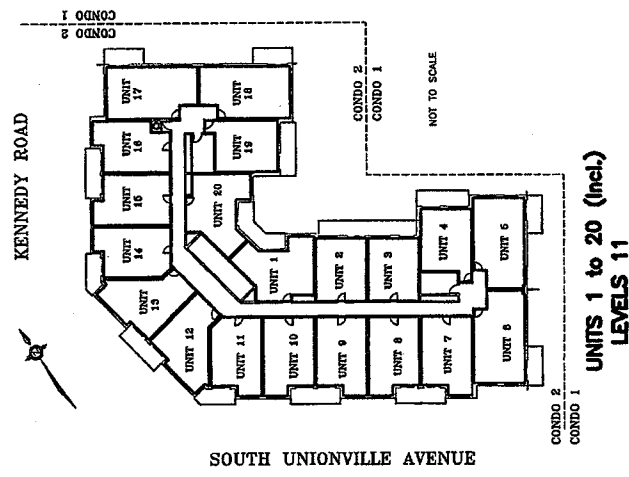 CONDO 1
CONDO 2
KENNEDY ROAD
UNIT 17
UNIT 18
UNIT 16
UNIT 19
UNIT 15
UNIT 20
UNIT 14
UNIT 13
UNIT 12
UNIT 1
UNIT 2
UNIT 3
UNIT 4
UNIT 5
UNIT 11
UNIT 10
UNIT 9
UNIT 8
UNIT 7
UNIT 6
CONDO 2
CONDO 1
NOT TO SCALE
CONDO 2
CONDO 1
UNITS 1 to 20 (Incl.)
LEVELS 11
SOUTH UNIONVILLE AVENUE